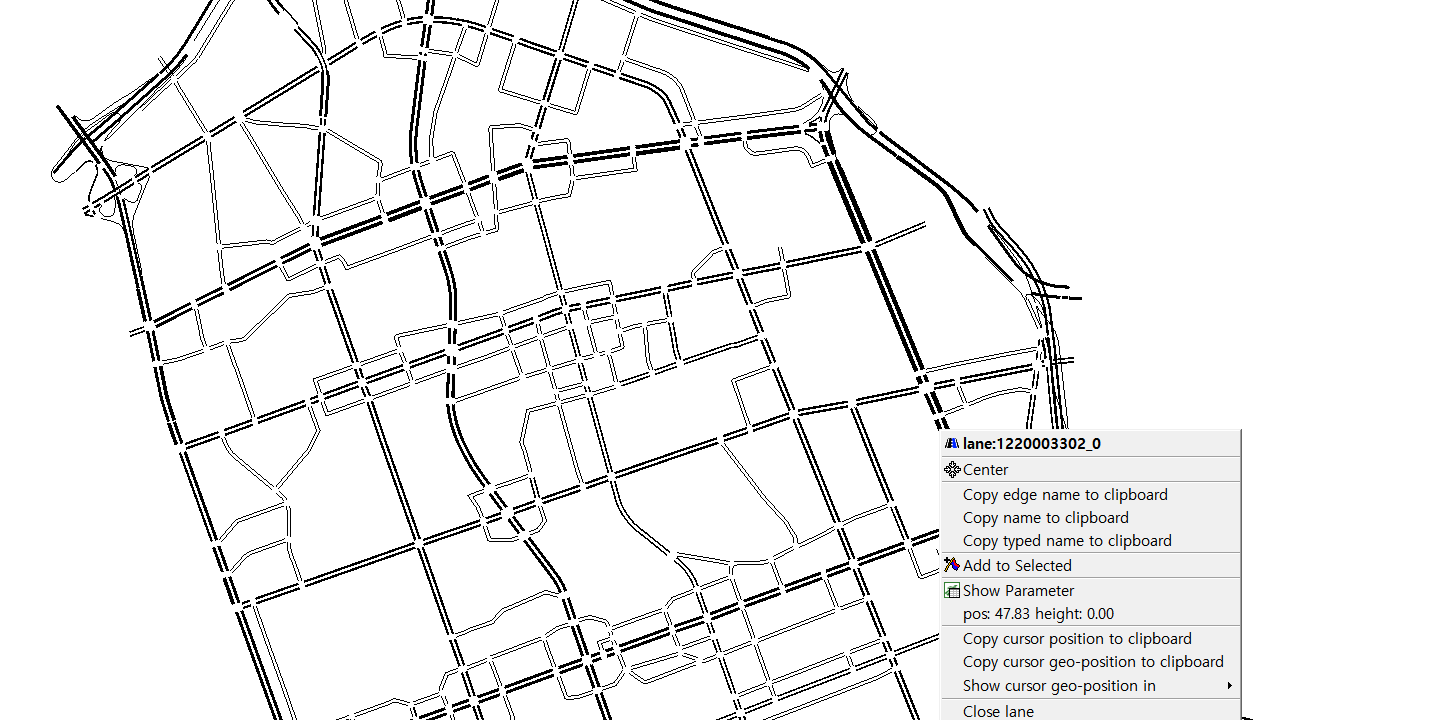 lane:1220003302_0
Center
Copy edge name to clipboard
Copy name to clipboard
Copy typed name to clipboard
Add to Selected
Show Parameter
pos: 47.83 height: 0.00
Copy cursor position to clipboard
Copy cursor geo-position to clipboard
Show cursor geo-position in
Close lane